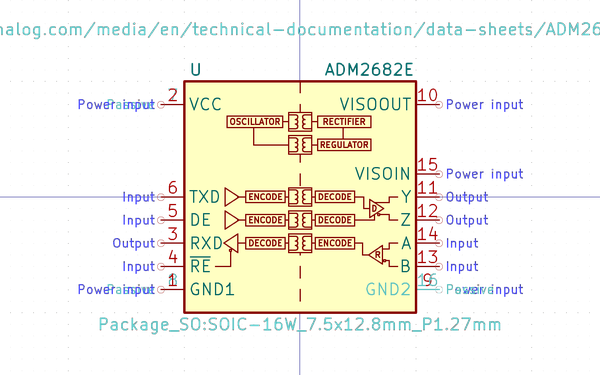 nalog.com/media/en/technical-documentation/data-sheets/ADM26
U ADM2682E
Power input 2 VCC VISOOUT 10 Power input
OSCILLATOR RECTIFIER
REGULATOR
VISOIN 15 Power input
Input 6 TXD ENCODE DECODE Y 11 Output
Input 5 DE ENCODE DECODE D Z 12 Output
Output 3 RXD DECODE ENCODE A 14 Input
Input 4 RE R B 13 Input
Power input 1 GND1 GND2 9 Power input
Package_SO:SOIC-16W_7.5x12.8mm_P1.27mm